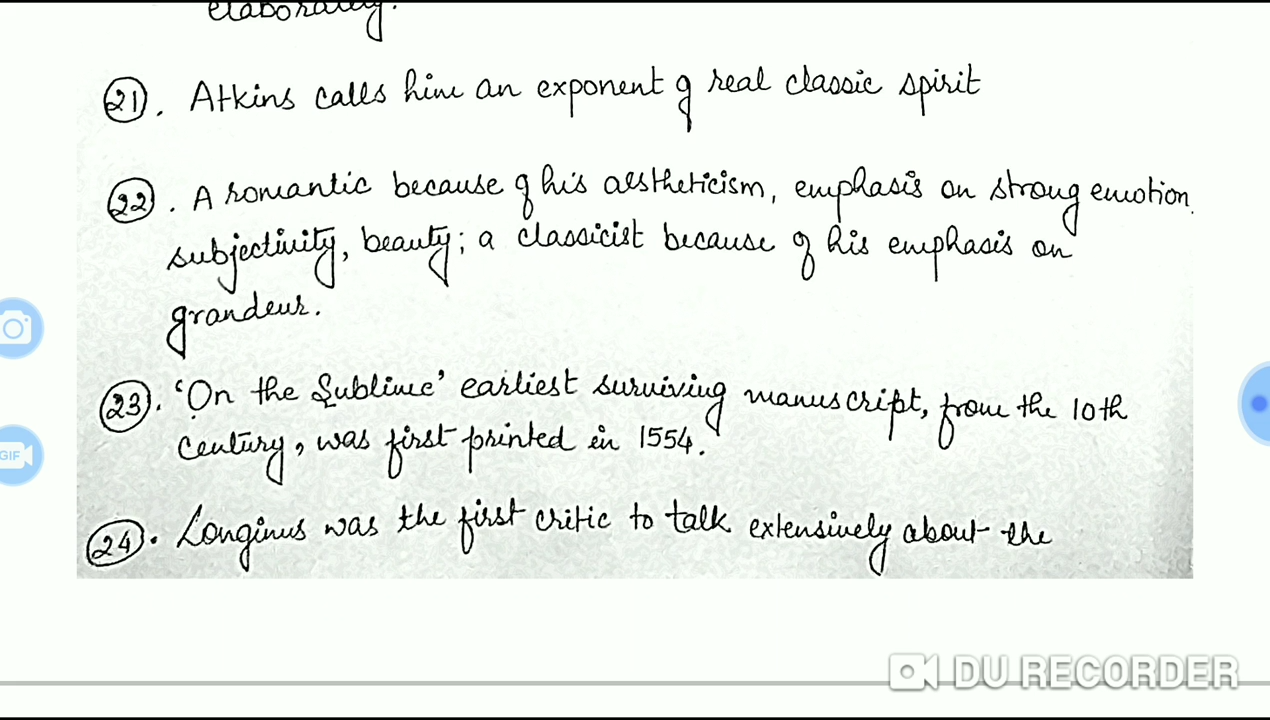 elaborately.
21. Atkins calls him an exponent of real classic spirit
22. A romantic because of his aestheticism, emphasis on strong emotion.
subjectivity, beauty; a classicist because of his emphasis on
grandeur.
23. 'On the Sublime' earliest surviving manuscript, from the 10th
century, was first printed in 1554.
24. Longinus was the first critic to talk extensively about the
GIF
DU RECORDER